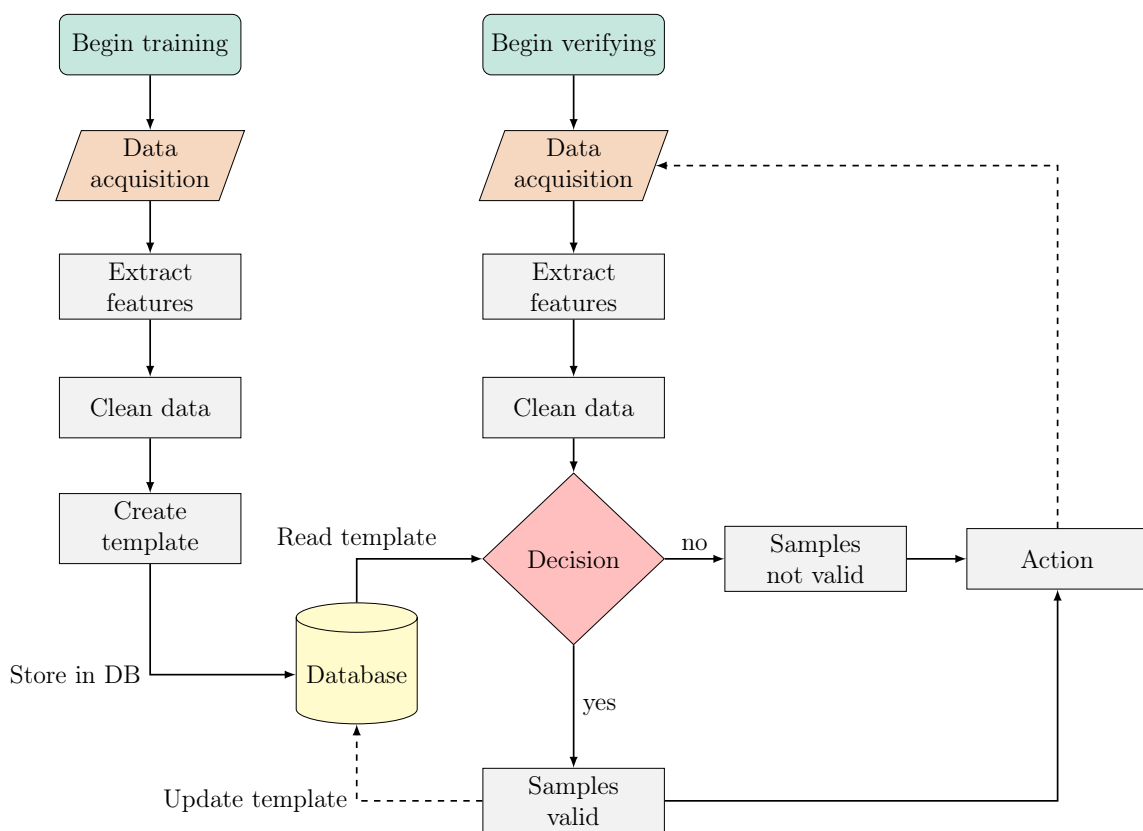 Begin training
Begin verifying
Data
acquisition
Data
acquisition
Extract
features
Extract
features
Clean data
Clean data
Create
template
Read template
Decision
no
Samples
not valid
Action
Store in DB
Database
yes
Update template
Samples
valid